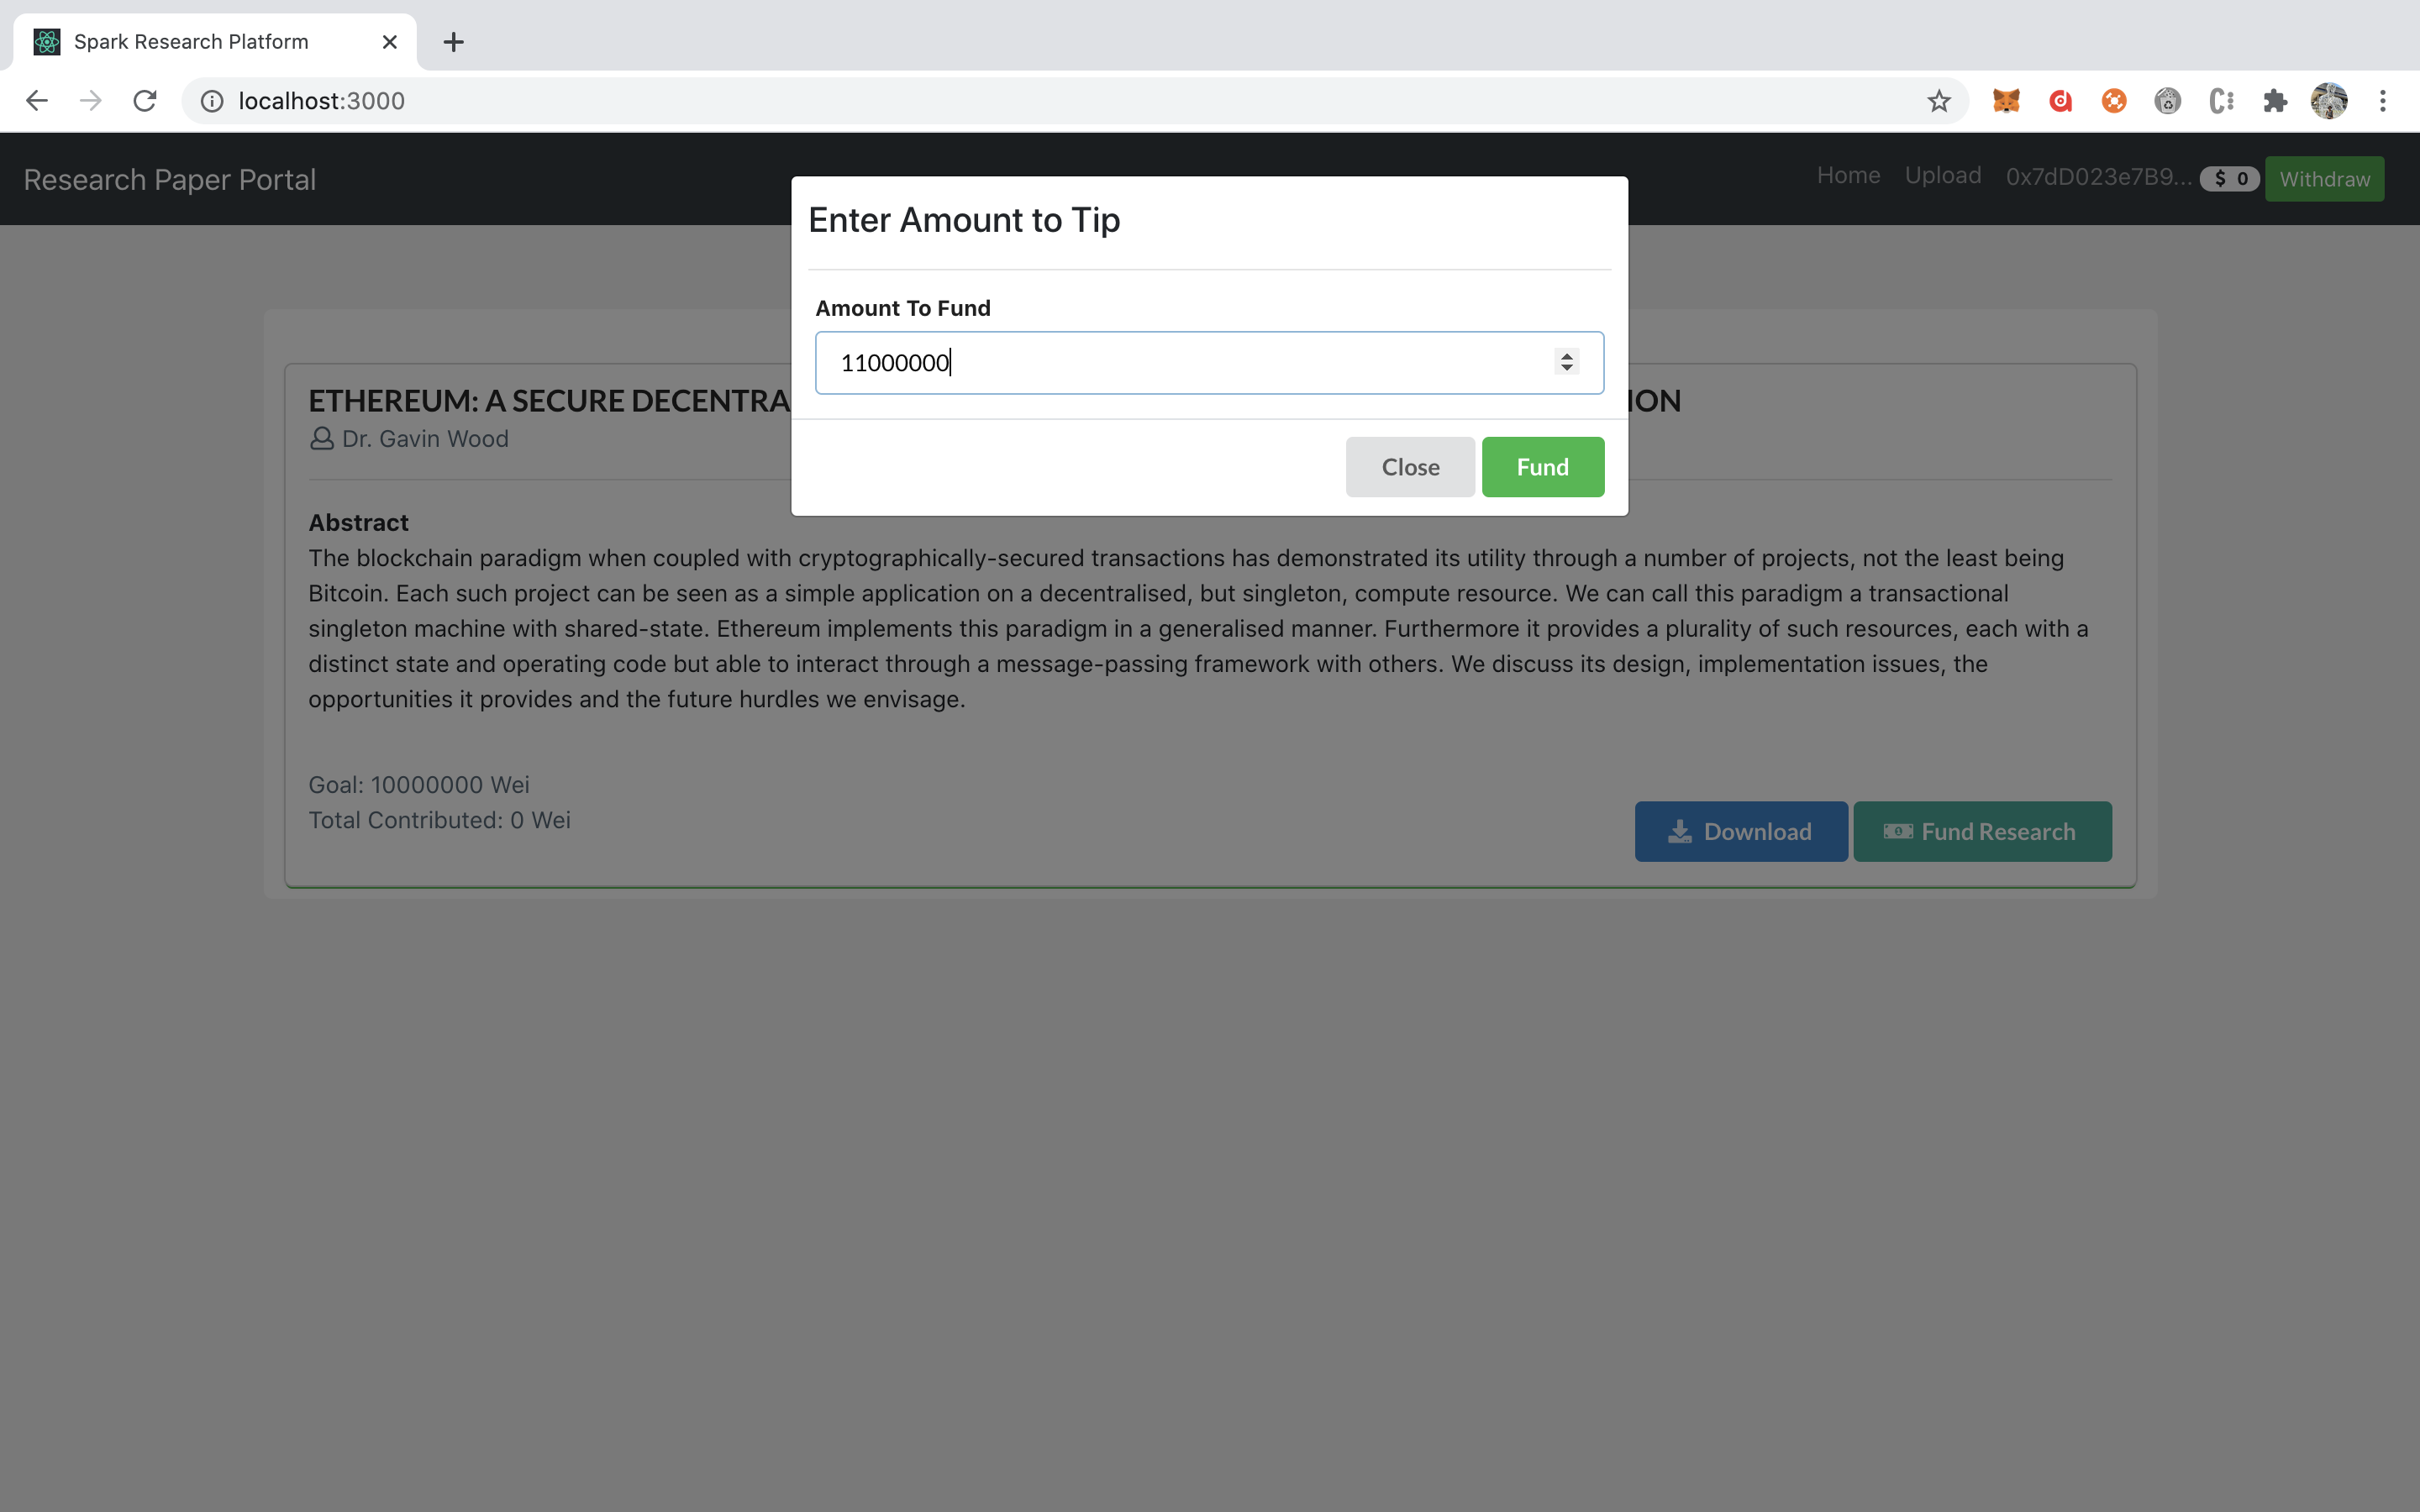 Spark Research Platform
localhost:3000
Research Paper Portal
Home Upload 0x7dD023e7B9... $ 0 Withdraw
Enter Amount to Tip
Amount To Fund
11000000
Close Fund
ETHEREUM: A SECURE DECENTRA ION
Dr. Gavin Wood
Abstract
The blockchain paradigm when coupled with cryptographically-secured transactions has demonstrated its utility through a number of projects, not the least being
Bitcoin. Each such project can be seen as a simple application on a decentralised, but singleton, compute resource. We can call this paradigm a transactional
singleton machine with shared-state. Ethereum implements this paradigm in a generalised manner. Furthermore it provides a plurality of such resources, each with a
distinct state and operating code but able to interact through a message-passing framework with others. We discuss its design, implementation issues, the
opportunities it provides and the future hurdles we envisage.
Goal: 10000000 Wei
Total Contributed: 0 Wei
Download Fund Research